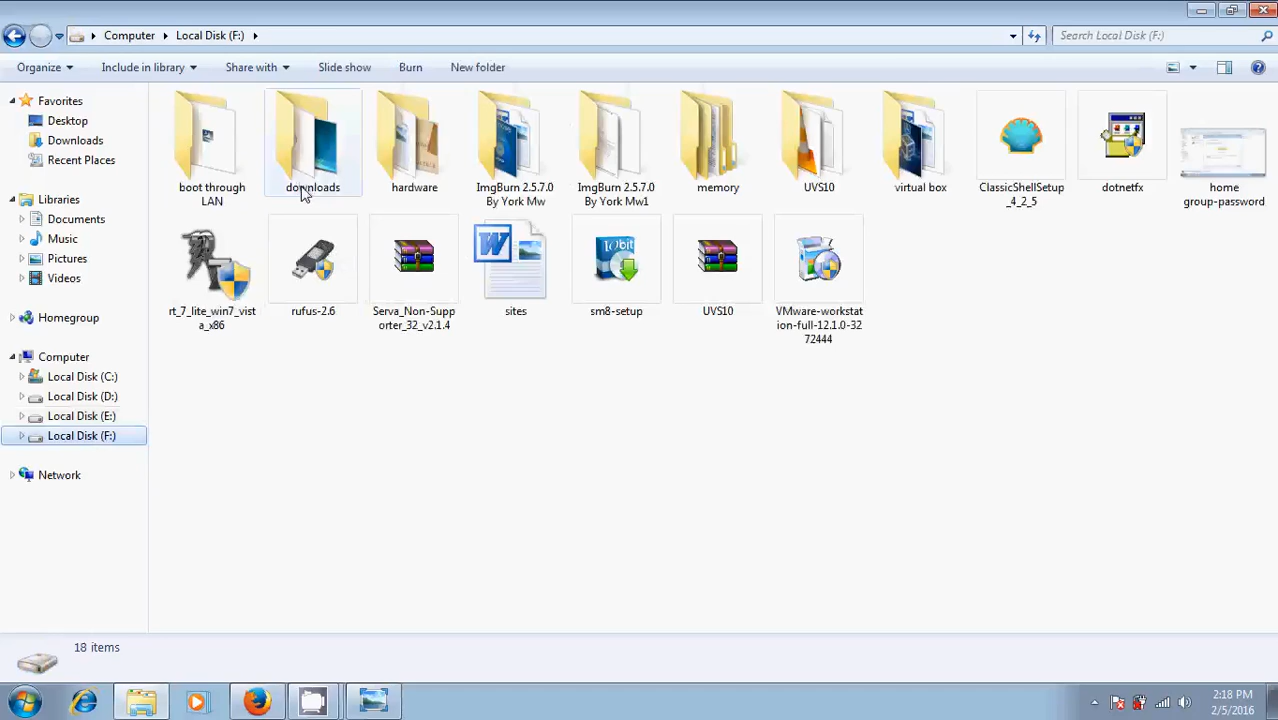 Computer Local Disk (F:)
Search Local Disk (F:)
Organize Include in library Share with Slide show Burn New folder
Favorites
Desktop
Downloads
Recent Places
Libraries
Documents
Music
Pictures
Videos
Homegroup
Computer
Local Disk (C:)
Local Disk (D:)
Local Disk (E:)
Local Disk (F:)
Network
boot through
LAN
downloads
hardware
ImgBurn 2.5.7.0
By York Mw
ImgBurn 2.5.7.0
By York Mw1
memory
UVS10
virtual box
ClassicShellSetup
_4_2_5
dotnetfx
home
group-password
rt_7_lite_win7_vist
a_x86
rufus-2.6
Serva_Non-Supp
orter_32_v2.1.4
sites
IObit
sm8-setup
UVS10
VMware-workstat
ion-full-12.1.0-32
72444
18 items
2:18 PM
2/5/2016